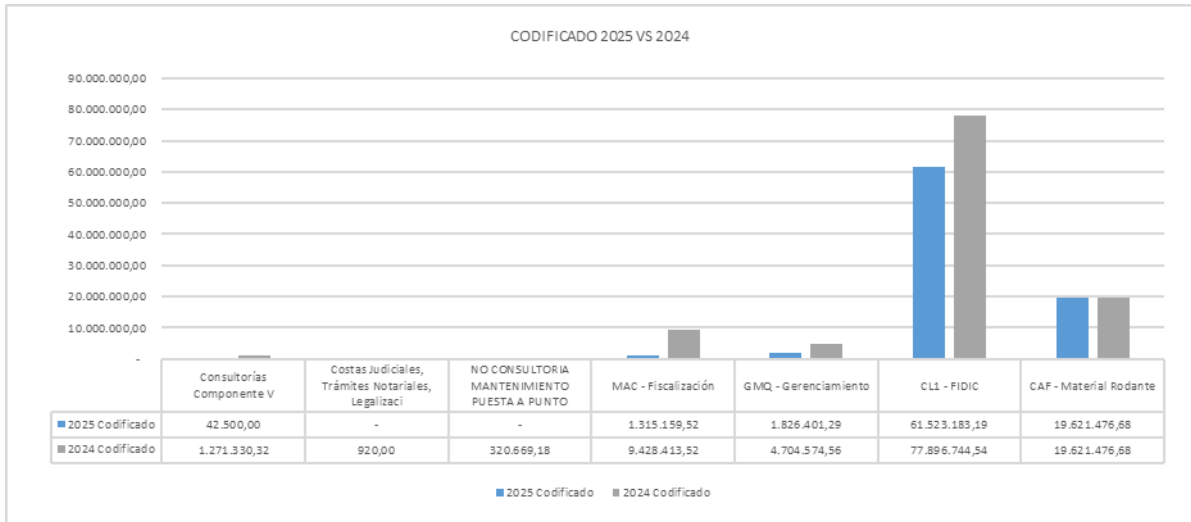 CODIFICADO 2025 VS 2024
90.000.000,00
80.000.000,00
70.000.000,00
60.000.000,00
50.000.000,00
40.000.000,00
30.000.000,00
20.000.000,00
10.000.000,00
-
Consultorías Componente V
Costas Judiciales, Trámites Notariales, Legalizaci
NO CONSULTORIA MANTENIMIENTO PUESTA A PUNTO
MAC - Fiscalización
GMQ - Gerenciamiento
CL1 - FIDIC
CAF - Material Rodante
2025 Codificado 42.500,00 - - 1.315.159,52 1.826.401,29 61.523.183,19 19.621.476,68
2024 Codificado 1.271.330,32 920,00 320.669,18 9.428.413,52 4.704.574,56 77.896.744,54 19.621.476,68
2025 Codificado 2024 Codificado